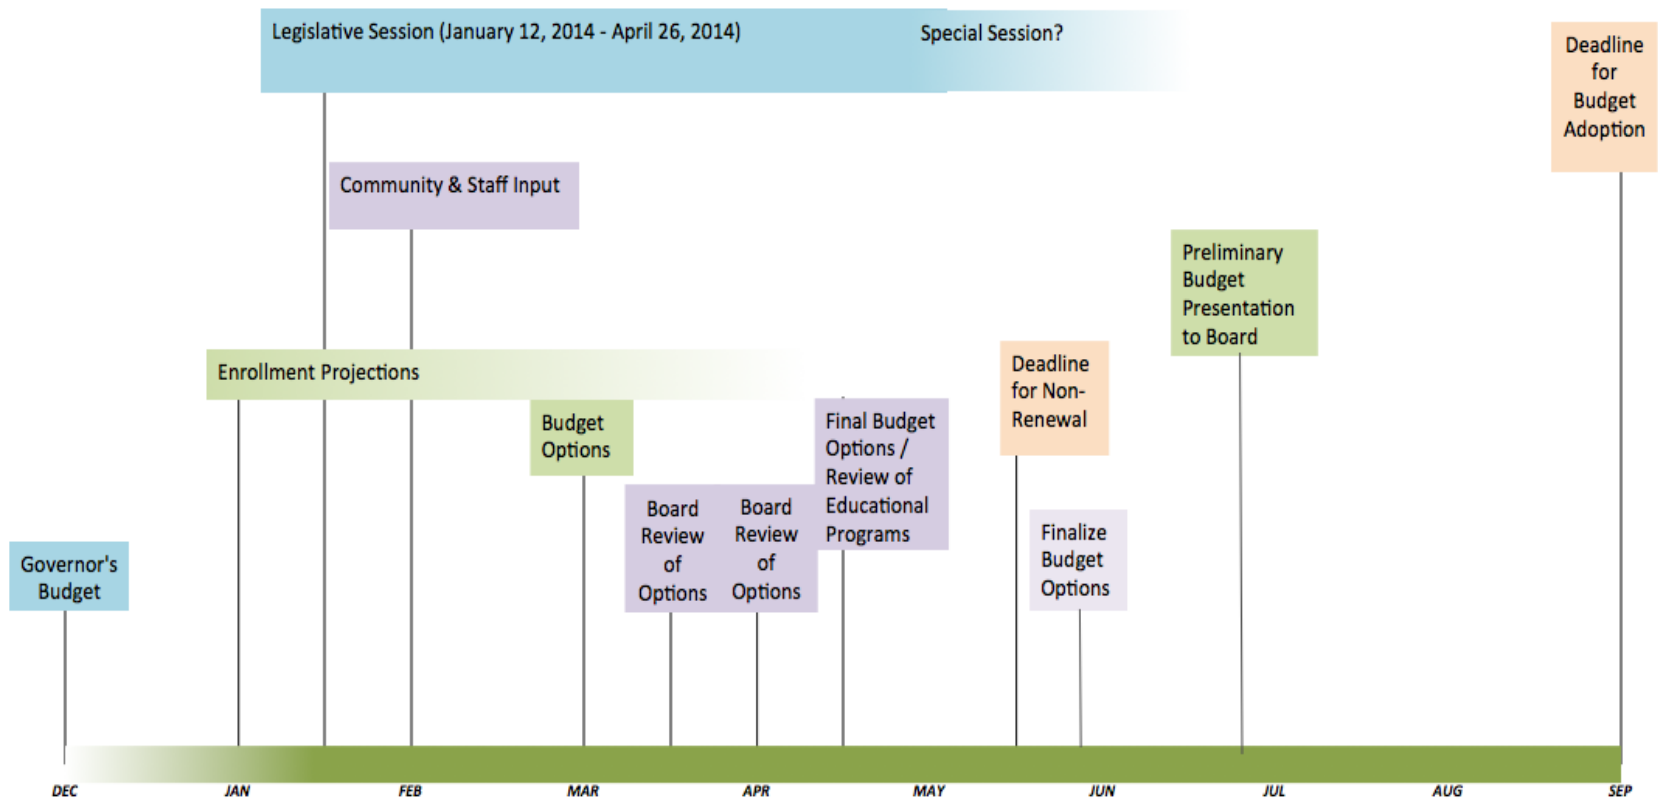 Legislative Session (January 12, 2014 - April 26, 2014)
Special Session?
Deadline
for
Budget
Adoption
Community & Staff Input
Preliminary
Budget
Presentation
to Board
Enrollment Projections
Deadline
for Non-
Renewal
Budget
Options
Final Budget
Options /
Review of
Educational
Programs
Board
Review
of
Options
Board
Review
of
Options
Finalize
Budget
Options
Governor's
Budget
DEC
JAN
FEB
MAR
APR
MAY
JUN
JUL
AUG
SEP